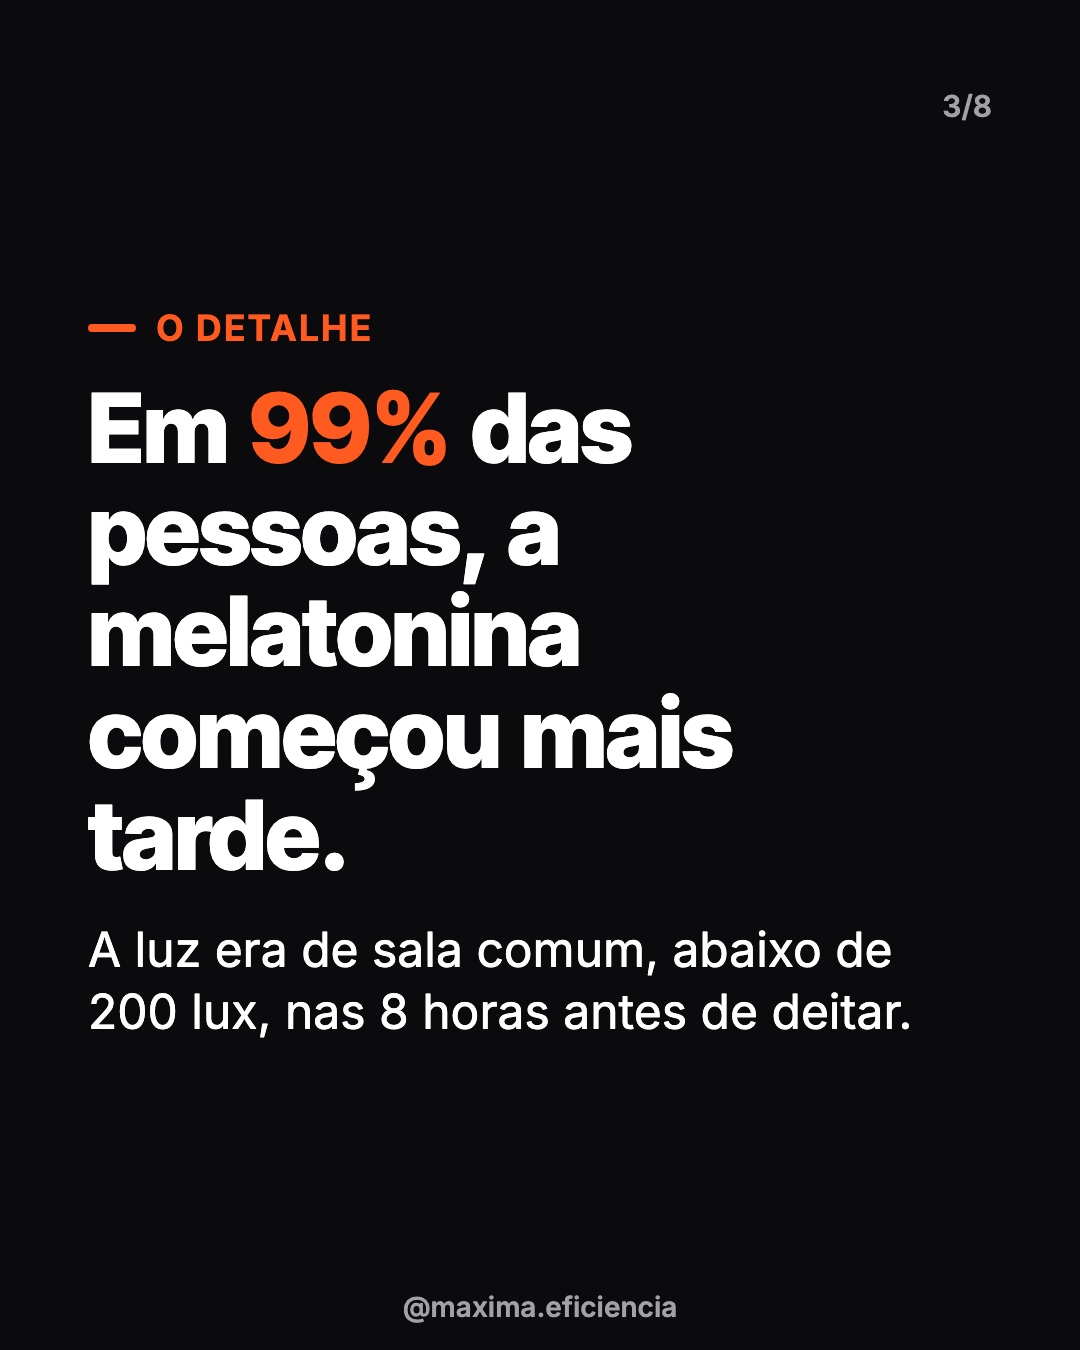 3/8
O DETALHE
Em 99% das
pessoas, a
melatonina
começou mais
tarde.
A luz era de sala comum, abaixo de
200 lux, nas 8 horas antes de deitar.
@maxima.eficiencia